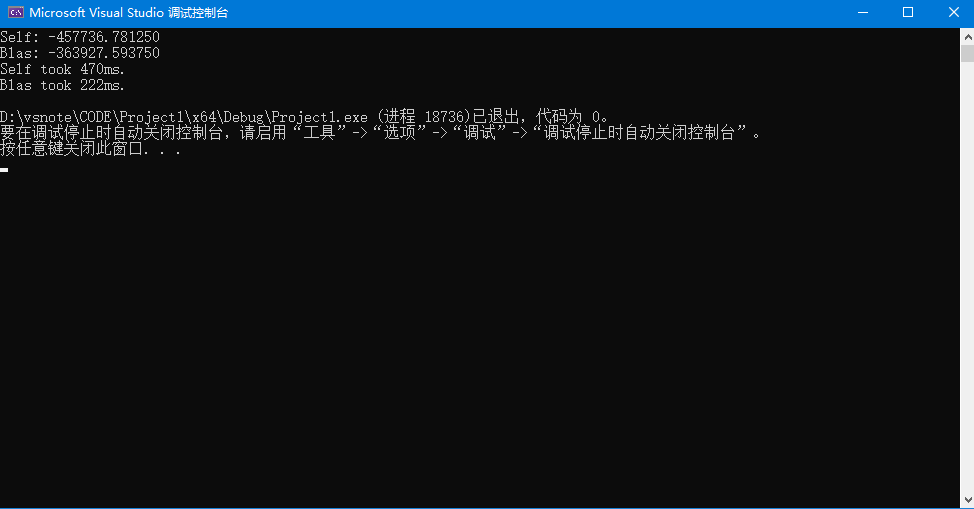 Microsoft Visual Studio 调试控制台
Self: -457736.781250
Blas: -363927.593750
Self took 470ms.
Blas took 222ms.
D:\vsnote\CODE\Project1\x64\Debug\Project1.exe (进程 18736)已退出，代码为 0。
要在调试停止时自动关闭控制台，请启用“工具”->“选项”->“调试”->“调试停止时自动关闭控制台”。
按任意键关闭此窗口. . .